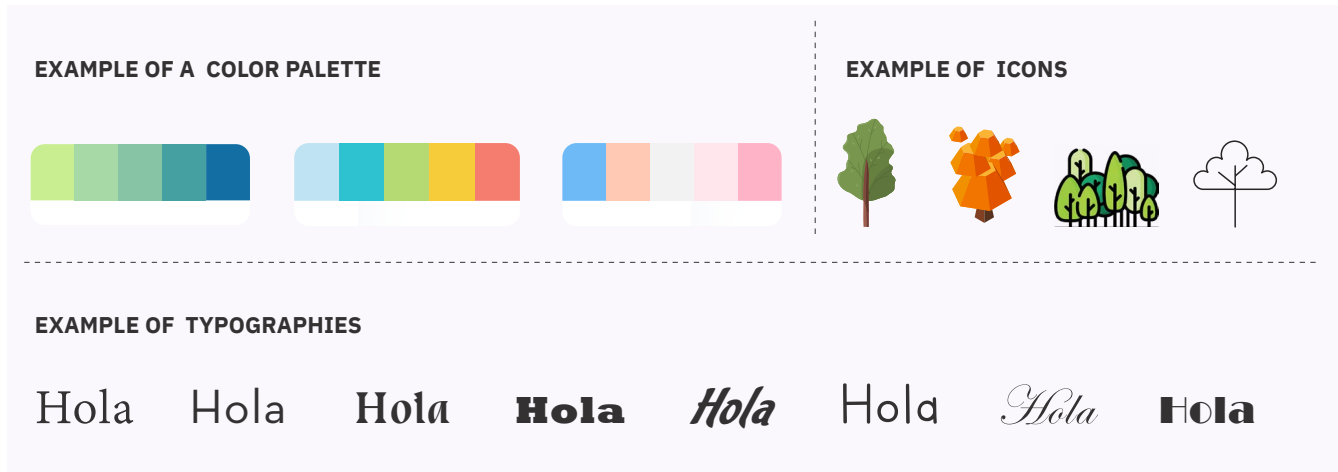 EXAMPLE OF A COLOR PALETTE
EXAMPLE OF ICONS
EXAMPLE OF TYPOGRAPHIES
Hola Hola Hola Hola Hola Hola Hola Hola